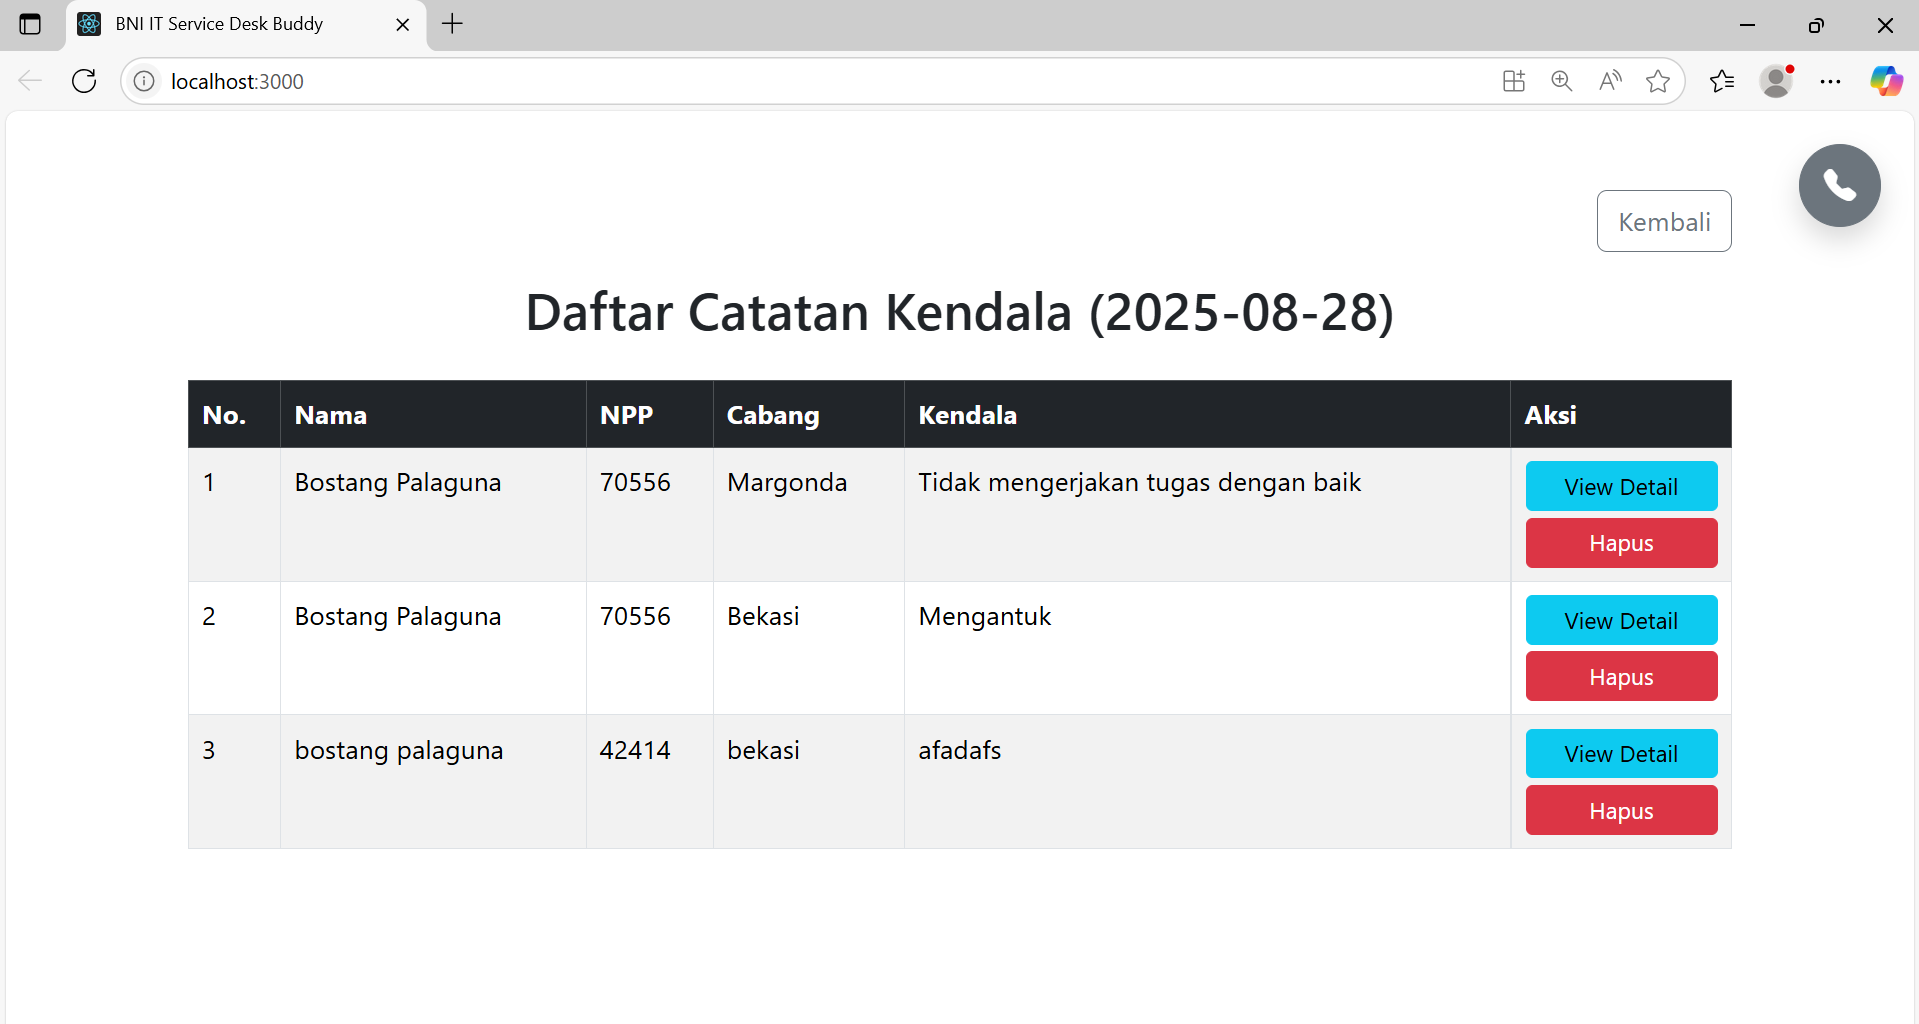 BNI IT Service Desk Buddy
localhost:3000
Kembali
Daftar Catatan Kendala (2025-08-28)
No. Nama NPP Cabang Kendala Aksi
1 Bostang Palaguna 70556 Margonda Tidak mengerjakan tugas dengan baik View Detail
Hapus
2 Bostang Palaguna 70556 Bekasi Mengantuk View Detail
Hapus
3 bostang palaguna 42414 bekasi afadafs View Detail
Hapus